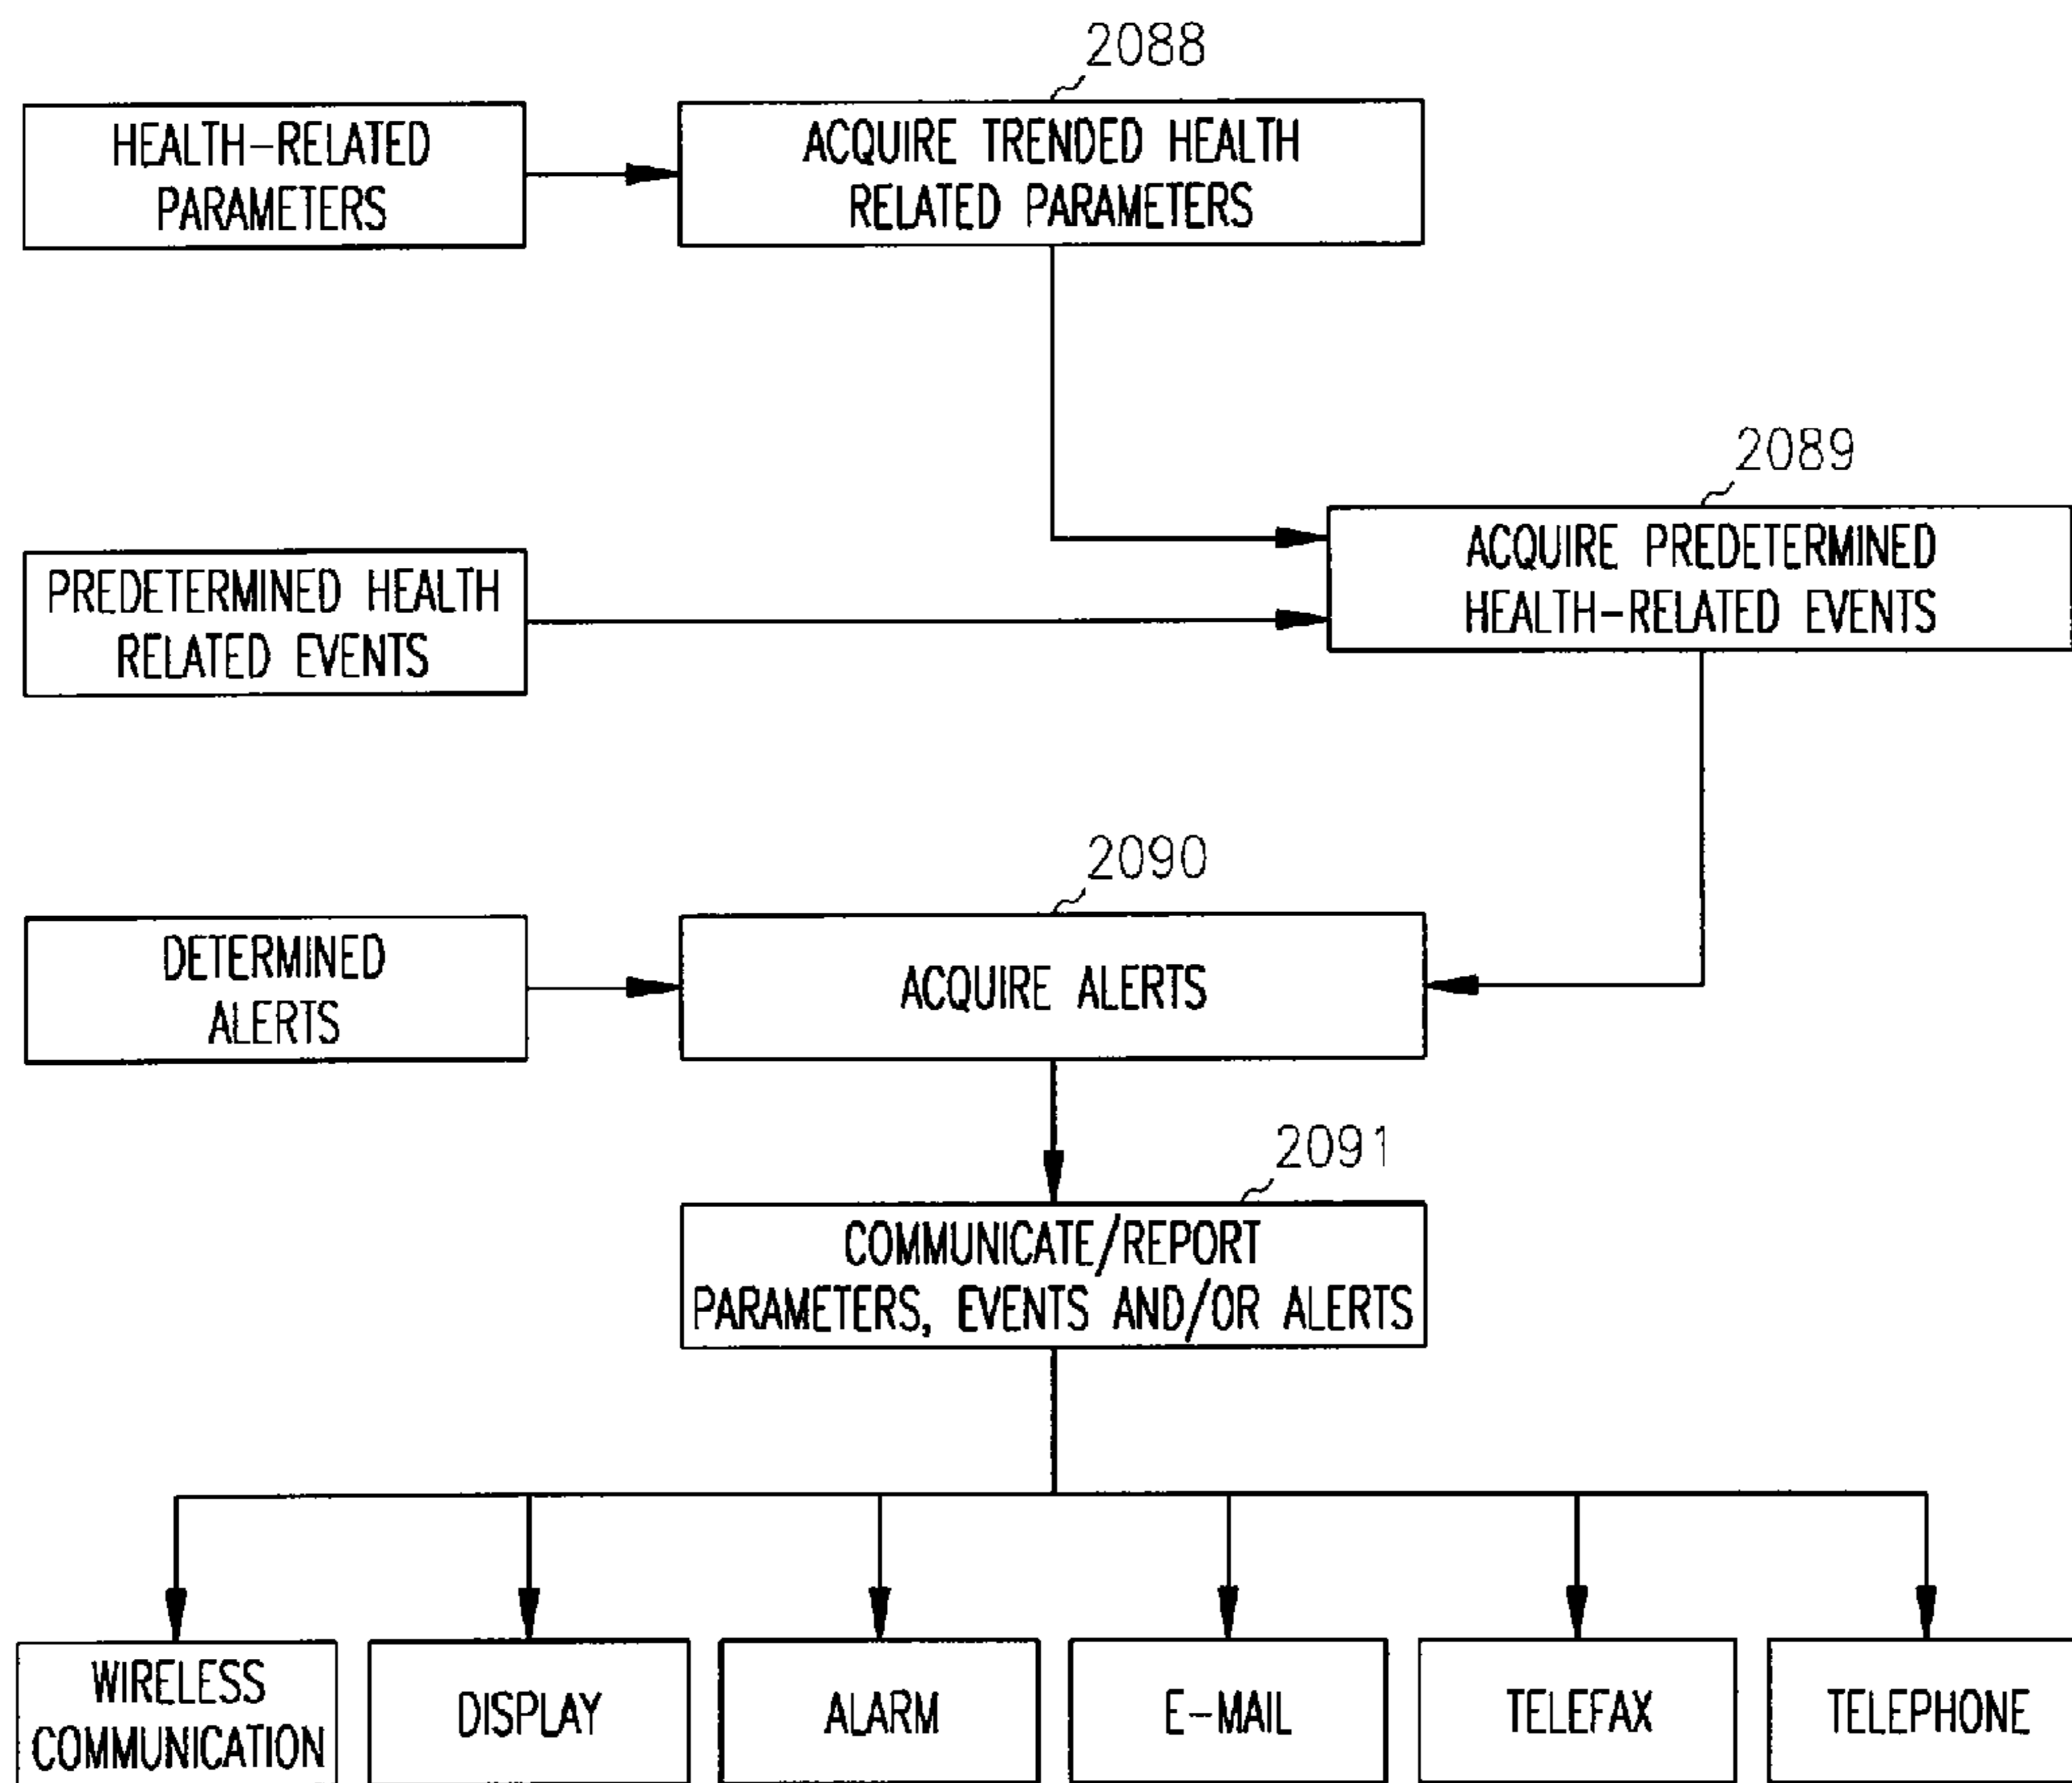 2088
HEALTH-RELATED
PARAMETERS
ACQUIRE TRENDED HEALTH
RELATED PARAMETERS
2089
PREDETERMINED HEALTH
RELATED EVENTS
ACQUIRE PREDETERMINED
HEALTH-RELATED EVENTS
2090
DETERMINED
ALERTS
ACQUIRE ALERTS
2091
COMMUNICATE/REPORT
PARAMETERS, EVENTS AND/OR ALERTS
WIRELESS
COMMUNICATION
DISPLAY
ALARM
E-MAIL
TELEFAX
TELEPHONE